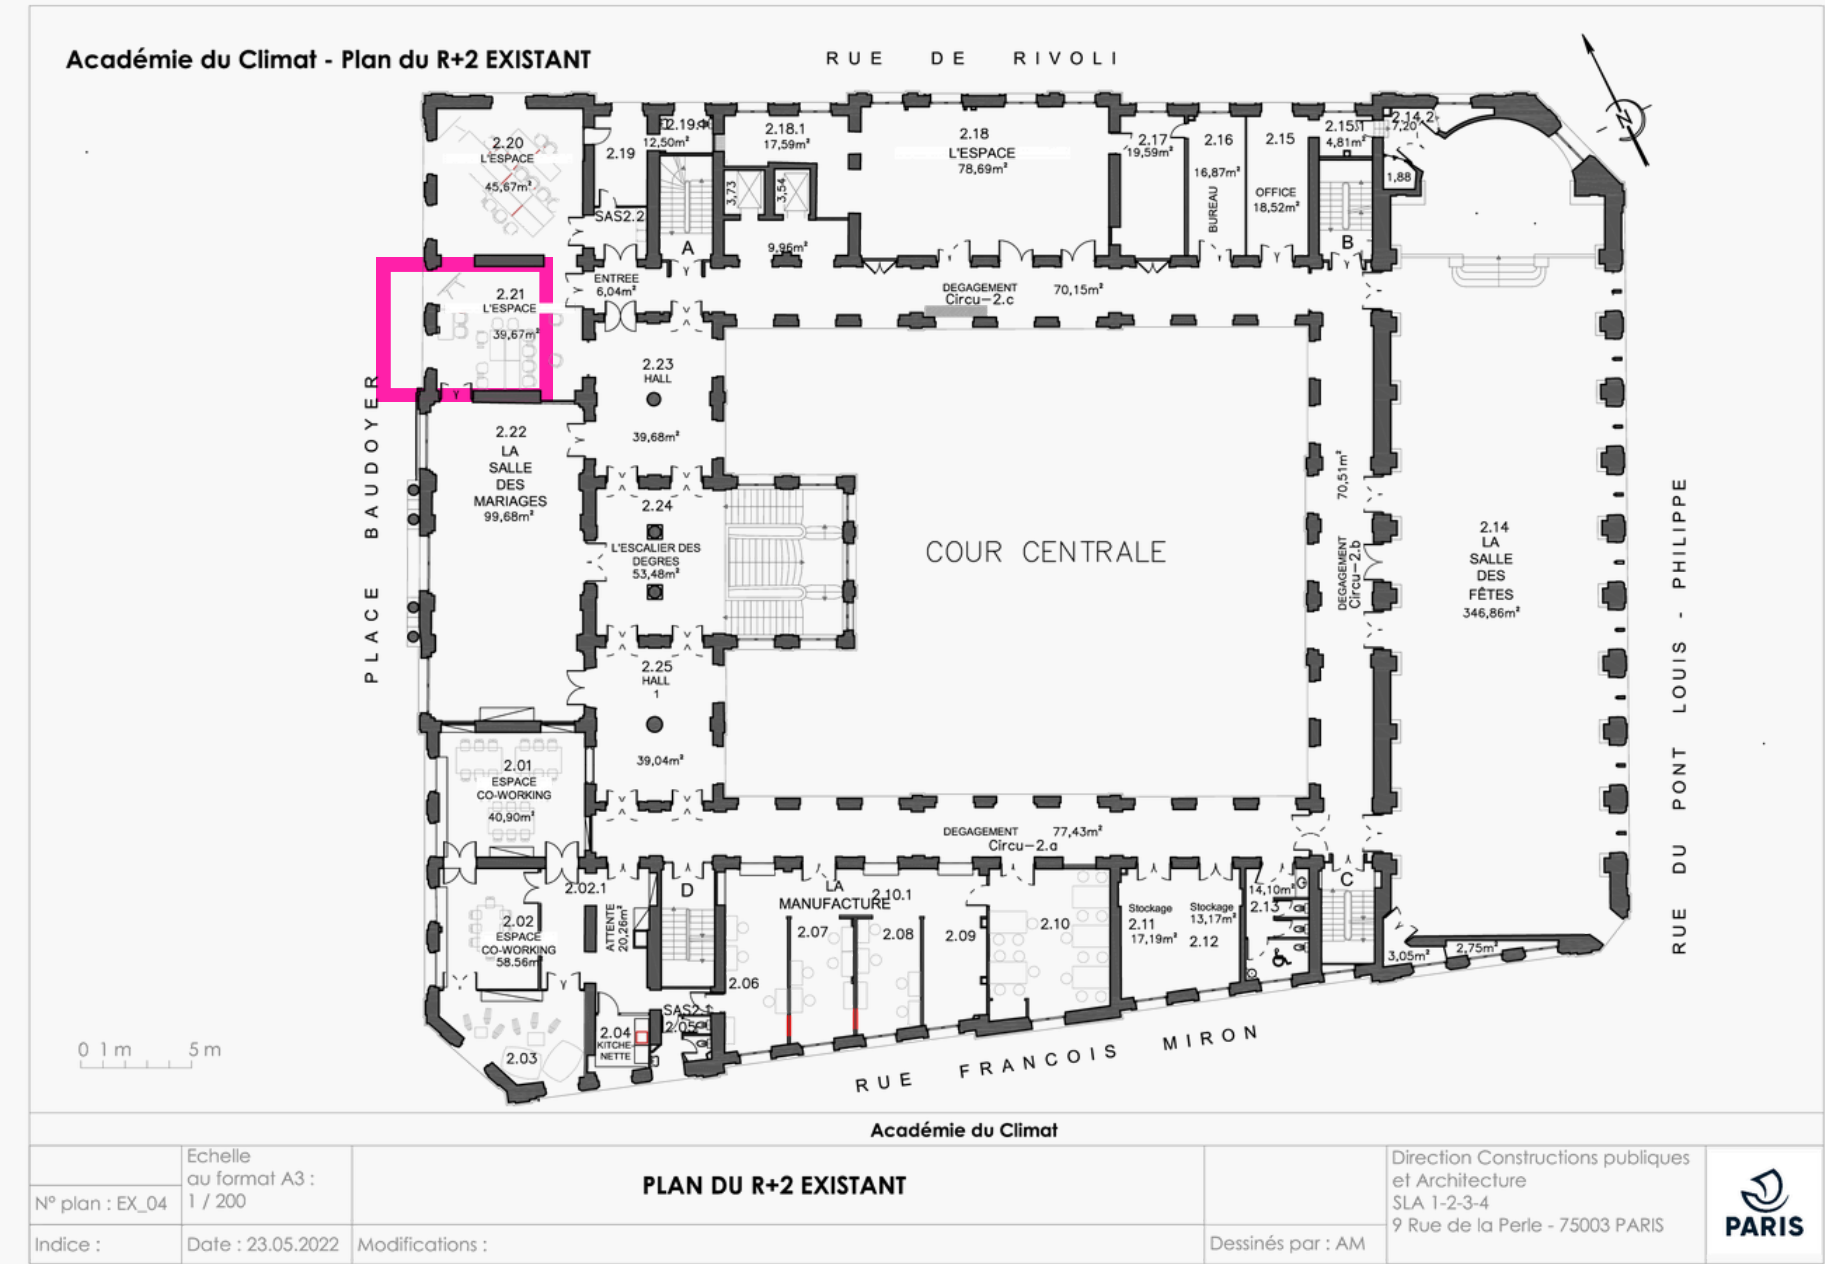 Académie du Climat - Plan du R+2 EXISTANT
RUE DE RIVOLI
2.20
L'ESPACE
45,67m²
2.19
12,50m²
SAS2.2
A
2.18.1
17,59m²
3,73
3,54
9,96m²
2.18
L'ESPACE
78,69m²
2.17
19,59m²
2.16
16,87m²
BUREAU
2.15
OFFICE
18,52m²
2.15.1
4,81m²
B
2.14.2
7,20
1,88
N
2.21
L'ESPACE
39,67m²
ENTREE
6,04m²
DEGAGEMENT 70,15m²
Circu-2.c
2.23
HALL
39,68m²
PLACE BAUDOYER
2.22
LA
SALLE
DES
MARIAGES
99,68m²
2.24
L'ESCALIER DES
DEGRES
53,48m²
COUR CENTRALE
70,51m²
DEGAGEMENT
Circu-2.b
2.14
LA
SALLE
DES
FÊTES
346,86m²
RUE DU PONT LOUIS - PHILIPPE
2.25
HALL
1
39,04m²
2.01
ESPACE
CO-WORKING
40,90m²
DEGAGEMENT 77,43m²
Circu-2.a
2.02.1
ATTENTE
20,26m²
D
2.02
ESPACE
CO-WORKING
58.56m²
2.03
2.04
KITCHE-
NETTE
2.05
2.06
LA
MANUFACTURE
2.10.1
2.07
2.08
2.09
2.10
Stockage
2.11
17,19m²
Stockage
13,17m²
2.12
14,10m²
2.13
C
3,05m²
2,75m²
RUE FRANCOIS MIRON
0 1m 5m
Académie du Climat
N° plan : EX_04
Indice :
Echelle
au format A3 :
1 / 200
Date : 23.05.2022
PLAN DU R+2 EXISTANT
Modifications :
Dessinés par : AM
Direction Constructions publiques
et Architecture
SLA 1-2-3-4
9 Rue de la Perle - 75003 PARIS
PARIS